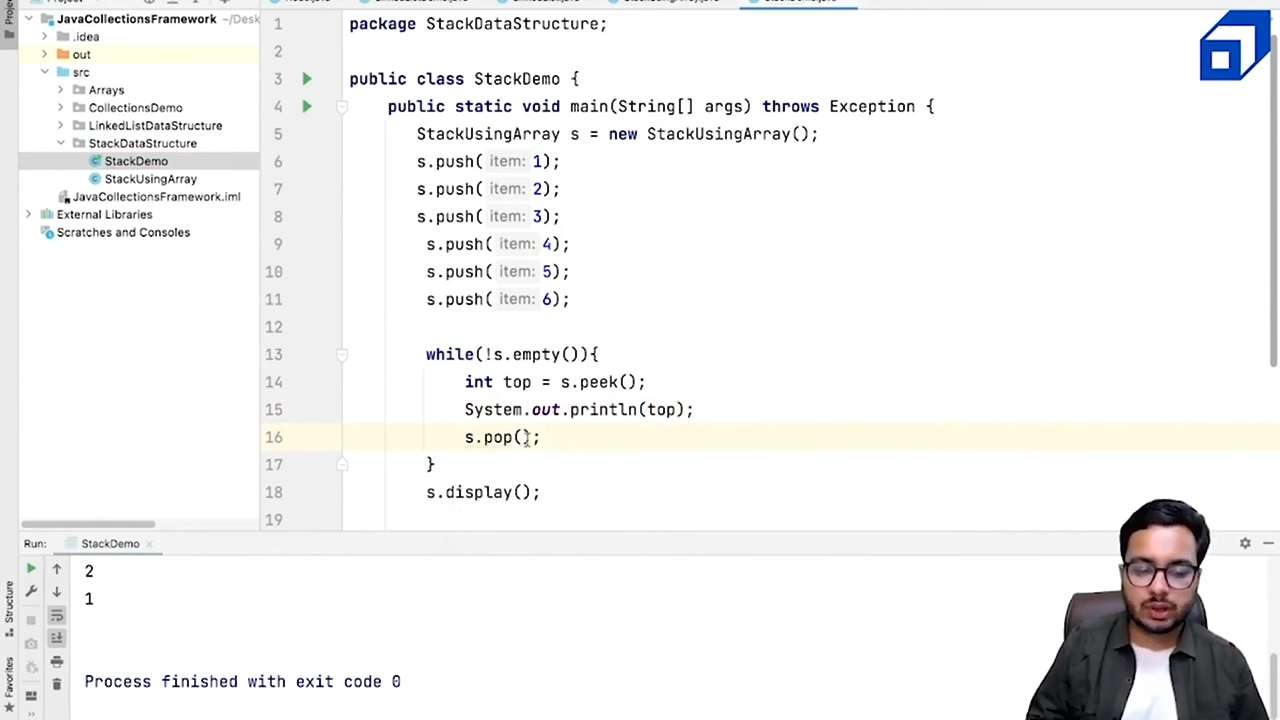 Project
JavaCollectionsFramework ~/Desk
.idea
out
src
Arrays
CollectionsDemo
LinkedListDataStructure
StackDataStructure
StackDemo
StackUsingArray
JavaCollectionsFramework.iml
External Libraries
Scratches and Consoles
1 package StackDataStructure;
2
3 public class StackDemo {
4 public static void main(String[] args) throws Exception {
5 StackUsingArray s = new StackUsingArray();
6 s.push( item: 1);
7 s.push( item: 2);
8 s.push( item: 3);
9 s.push( item: 4);
10 s.push( item: 5);
11 s.push( item: 6);
12
13 while(!s.empty()){
14 int top = s.peek();
15 System.out.println(top);
16 s.pop();
17 }
18 s.display();
19
Run: StackDemo
2
1
Process finished with exit code 0
Structure
Favorites